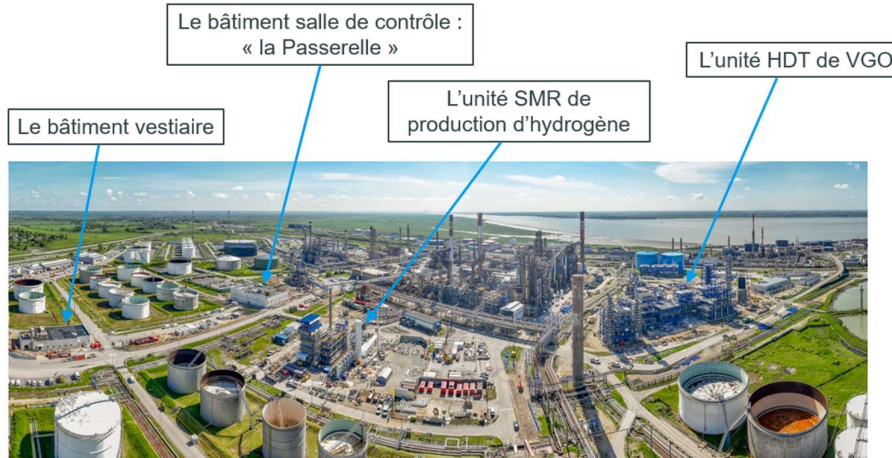 Le bâtiment salle de contrôle :
« la Passerelle »
L'unité HDT de VGO
L'unité SMR de
production d'hydrogène
Le bâtiment vestiaire